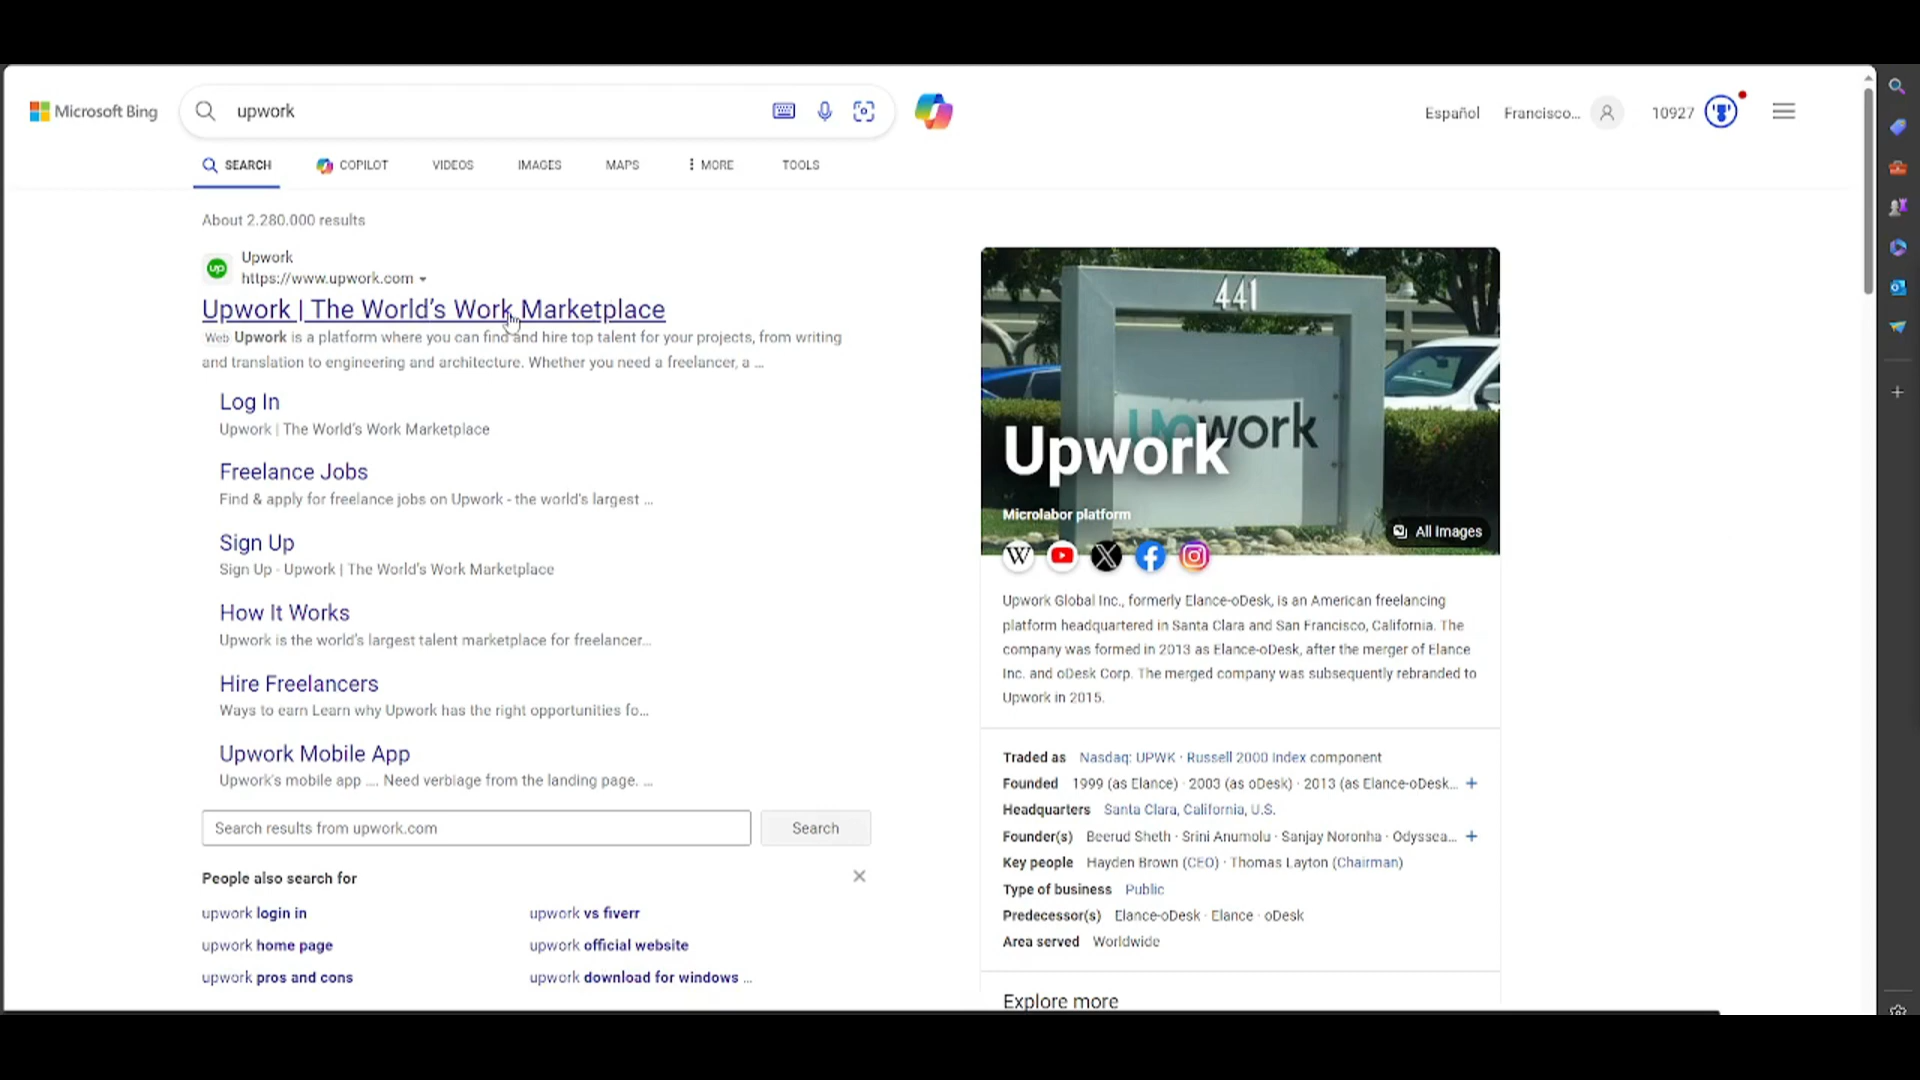 Microsoft Bing
upwork
Español
Francisco...
10927
SEARCH
COPILOT
VIDEOS
IMAGES
MAPS
MORE
TOOLS
About 2.280.000 results
Upwork
https://www.upwork.com
Upwork | The World's Work Marketplace
Web Upwork is a platform where you can find and hire top talent for your projects, from writing
and translation to engineering and architecture. Whether you need a freelancer, a ...
Log In
Upwork | The World's Work Marketplace
Freelance Jobs
Find & apply for freelance jobs on Upwork - the world's largest ...
Sign Up
Sign Up - Upwork | The World's Work Marketplace
How It Works
Upwork is the world's largest talent marketplace for freelancer...
Hire Freelancers
Ways to earn Learn why Upwork has the right opportunities fo...
Upwork Mobile App
Upwork's mobile app .... Need verbiage from the landing page. ...
Search results from upwork.com
Search
People also search for
upwork login in
upwork vs fiverr
upwork home page
upwork official website
upwork pros and cons
upwork download for windows ...
441
Upwork
Upwork
Microlabor platform
All Images
Upwork Global Inc., formerly Elance-oDesk, is an American freelancing
platform headquartered in Santa Clara and San Francisco, California. The
company was formed in 2013 as Elance-oDesk, after the merger of Elance
Inc. and oDesk Corp. The merged company was subsequently rebranded to
Upwork in 2015.
Traded as Nasdaq: UPWK · Russell 2000 Index component
Founded 1999 (as Elance) · 2003 (as oDesk) · 2013 (as Elance-oDesk...
Headquarters Santa Clara, California, U.S.
Founder(s) Beerud Sheth · Srini Anumolu · Sanjay Noronha · Odyssea...
Key people Hayden Brown (CEO) · Thomas Layton (Chairman)
Type of business Public
Predecessor(s) Elance-oDesk · Elance · oDesk
Area served Worldwide
Explore more